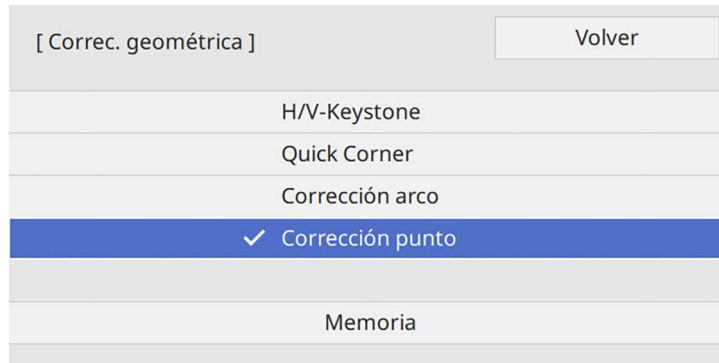 [ Correc. geométrica ]
Volver
H/V-Keystone
Quick Corner
Corrección arco
Corrección punto
Memoria